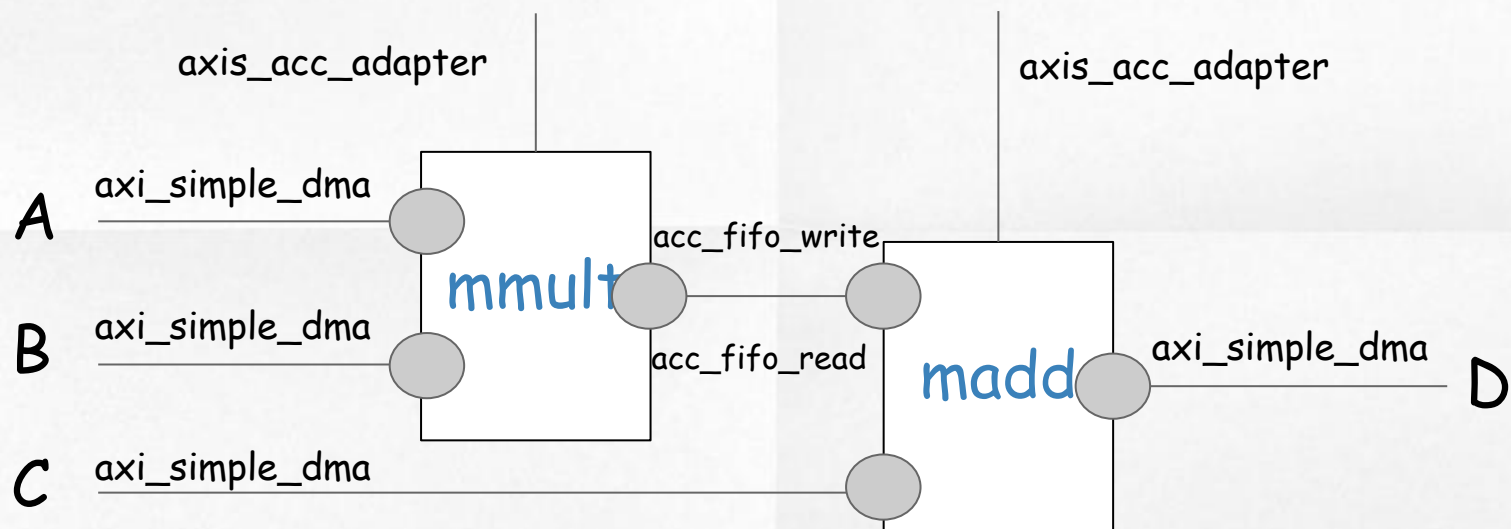 axis_acc_adapter
axis_acc_adapter
A
axi_simple_dma
mmult
acc_fifo_write
B
axi_simple_dma
acc_fifo_read
madd
axi_simple_dma
D
C
axi_simple_dma